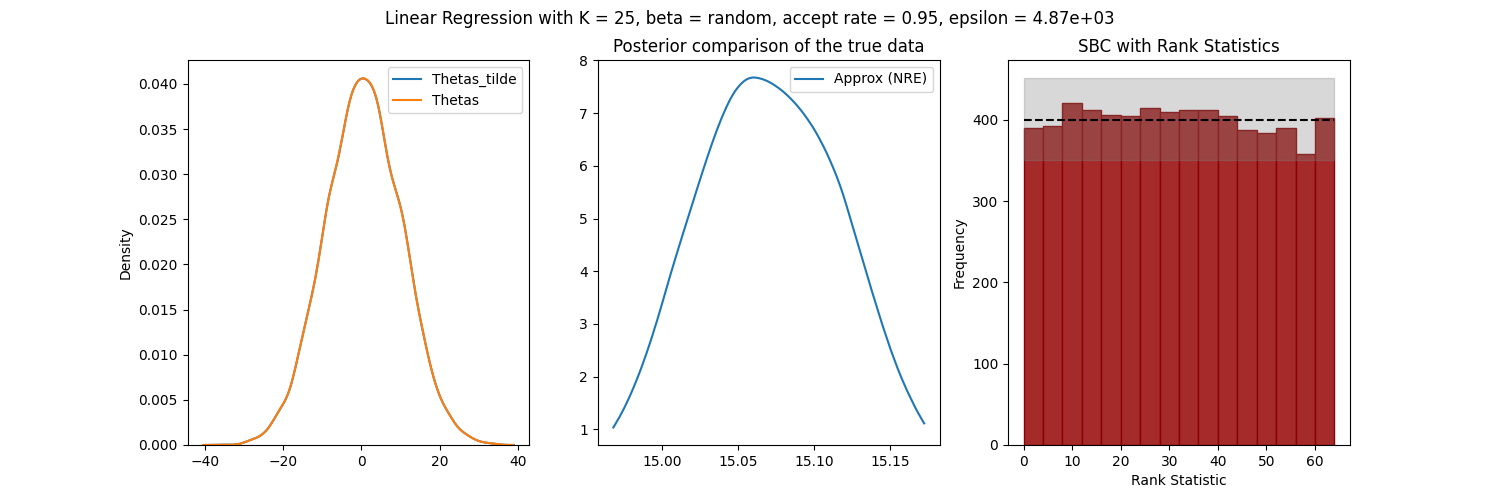 Linear Regression with K = 25, beta = random, accept rate = 0.95, epsilon = 4.87e+03
Thetas_tilde
Thetas
Density
0.040
0.035
0.030
0.025
0.020
0.015
0.010
0.005
0.000
−40 −20 0 20 40
Posterior comparison of the true data
Approx (NRE)
8
7
6
5
4
3
2
1
15.00 15.05 15.10 15.15
SBC with Rank Statistics
Frequency
400
300
200
100
0
0 10 20 30 40 50 60
Rank Statistic